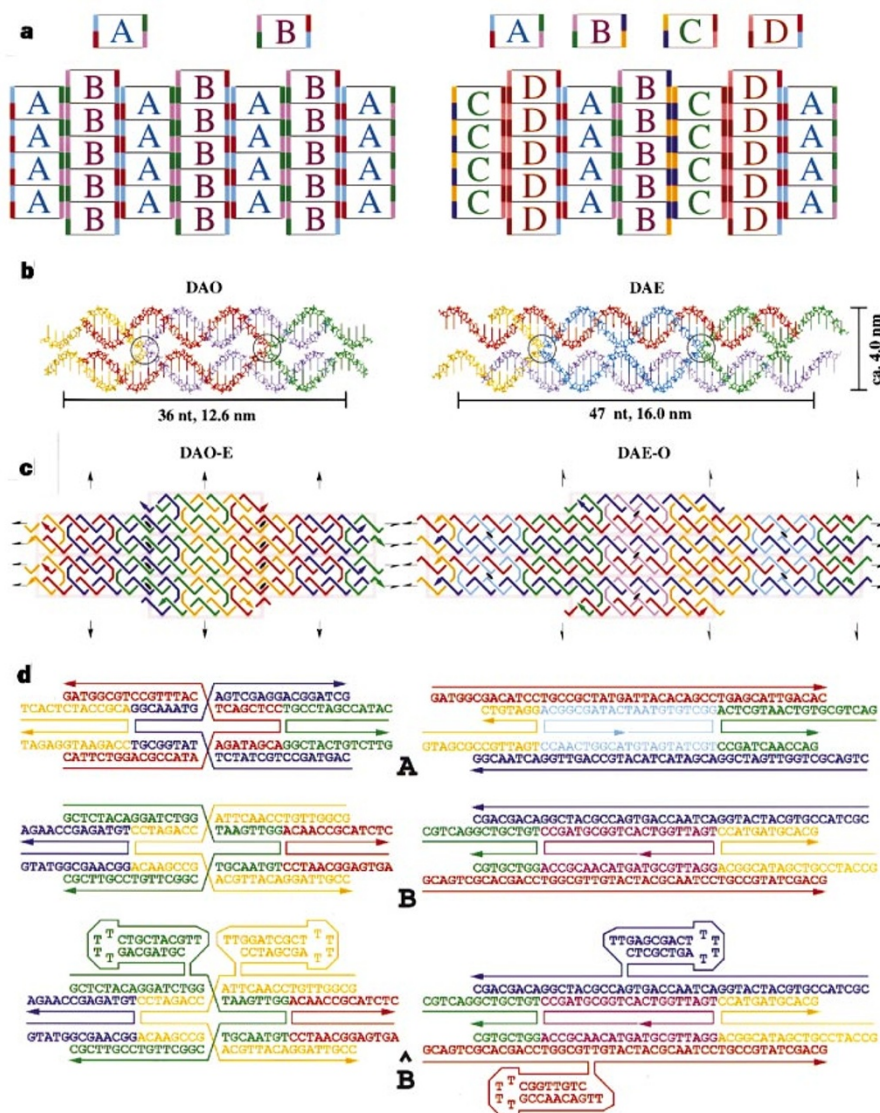 a
A B
A B C D
B B B
A A A A
B B B
A A A A
B B B
A A A A
B B B
A A A A
B B B
D B D
C A C A
D B D
C A C A
D B D
C A C A
D B D
C A C A
D B D
b
DAO
36 nt, 12.6 nm
DAE
47 nt, 16.0 nm
ca. 4.0 nm
c
DAO-E
DAE-O
d
GATGGCGTCCGTTTAC AGTCGAGGACGGATCG
TCACTCTACCGCAGGCAAATG TCAGCTCCTGCCTAGCCATAC
TAGAGGTAAGACCTGCGGTAT AGATAGCAGGCTACTGTCTTG
CATTCTGGACGCCATA TCTATCGTCCGATGAC
A
GATGGCGACATCCTGCCGCTATGATTACACAGCCTGAGCATTGACAC
CTGTAGGACGGCGATACTAATGTGTCGGACTCGTAACTGTGCGTCAG
GTAGCGCCGTTAGTCCAACTGGCATGTAGTATCGTCCGATCAACCAG
GGCAATCAGGTTGACCGTACATCATAGCAGGCTAGTTGGTCGCAGTC
GCTCTACAGGATCTGG ATTCAACCTGTTGGCG
AGAACCGAGATGTCCTAGACC TAAGTTGGACAACCGCATCTC
GTATGGCGAACGGACAAGCCG TGCAATGTCCTAACGGAGTGA
CGCTTGCCTGTTCGGC ACGTTACAGGATTGCC
B
CGACGACAGGCTACGCCAGTGACCAATCAGGTACTACGTGCCATCGC
CGTCAGGCTGCTGTCCGATGCGGTCACTGGTTAGTCCATGATGCACG
CGTGCTGGACCGCAACATGATGCGTTAGGACGGCATAGCTGCCTACCG
GCAGTCGCACGACCTGGCGTTGTACTACGCAATCCTGCCGTATCGACG
T T CTGCTACGTT
T T GACGATGC
TTGGATCGCT T T
CCTAGCGA T T
GCTCTACAGGATCTGG ATTCAACCTGTTGGCG
AGAACCGAGATGTCCTAGACC TAAGTTGGACAACCGCATCTC
GTATGGCGAACGGACAAGCCG TGCAATGTCCTAACGGAGTGA
CGCTTGCCTGTTCGGC ACGTTACAGGATTGCC
B̂
TTGAGCGACT T T
CTCGCTGA T T
CGACGACAGGCTACGCCAGTGACCAATCAGGTACTACGTGCCATCGC
CGTCAGGCTGCTGTCCGATGCGGTCACTGGTTAGTCCATGATGCACG
CGTGCTGGACCGCAACATGATGCGTTAGGACGGCATAGCTGCCTACCG
GCAGTCGCACGACCTGGCGTTGTACTACGCAATCCTGCCGTATCGACG
T T CGGTTGTC
T T GCCAACAGTT